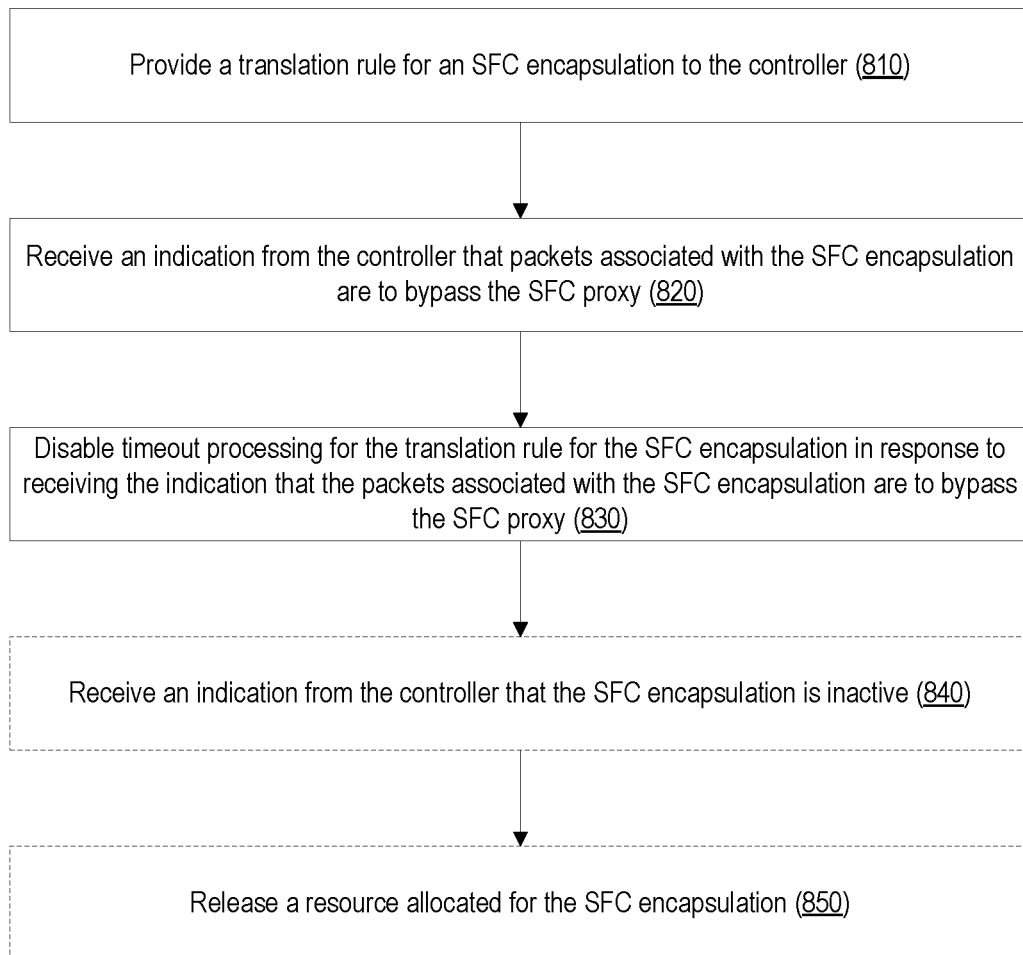 Provide a translation rule for an SFC encapsulation to the controller (810)
Receive an indication from the controller that packets associated with the SFC encapsulation
are to bypass the SFC proxy (820)
Disable timeout processing for the translation rule for the SFC encapsulation in response to
receiving the indication that the packets associated with the SFC encapsulation are to bypass
the SFC proxy (830)
Receive an indication from the controller that the SFC encapsulation is inactive (840)
Release a resource allocated for the SFC encapsulation (850)